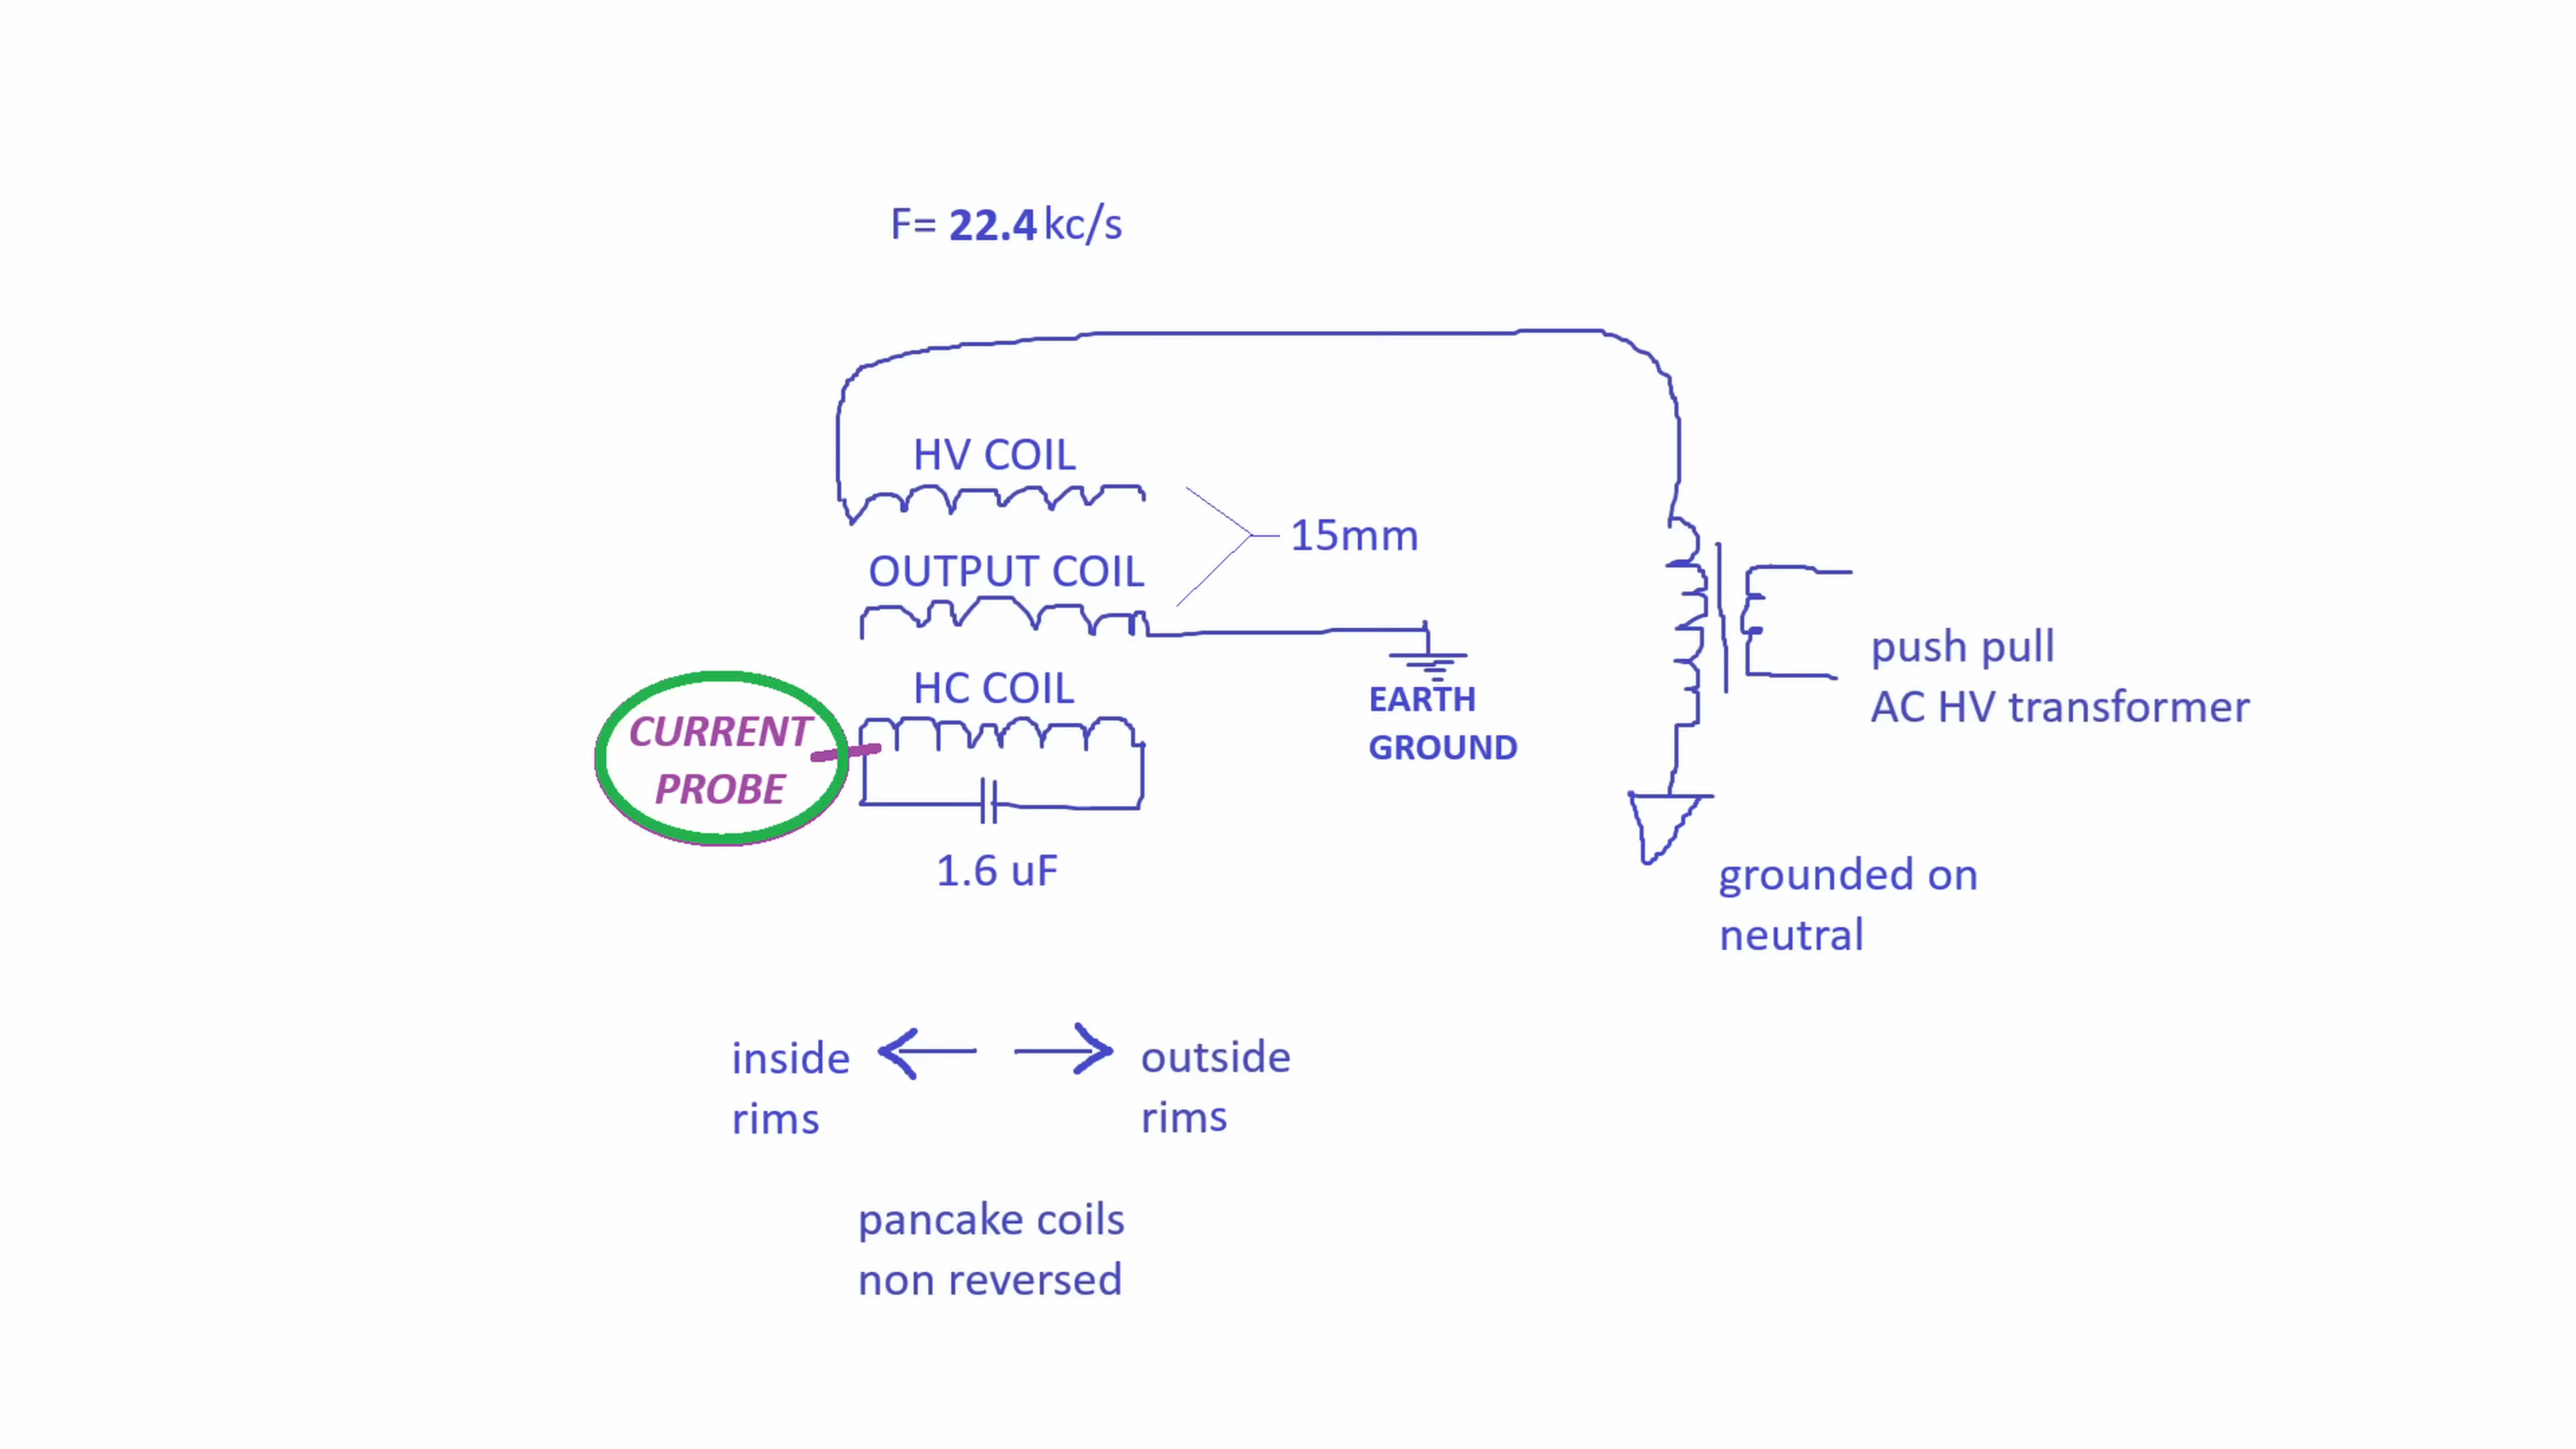 F= 22.4 kc/s
HV COIL
15mm
OUTPUT COIL
HC COIL
CURRENT
PROBE
EARTH
GROUND
push pull
AC HV transformer
1.6 uF
grounded on
neutral
inside
rims
outside
rims
pancake coils
non reversed